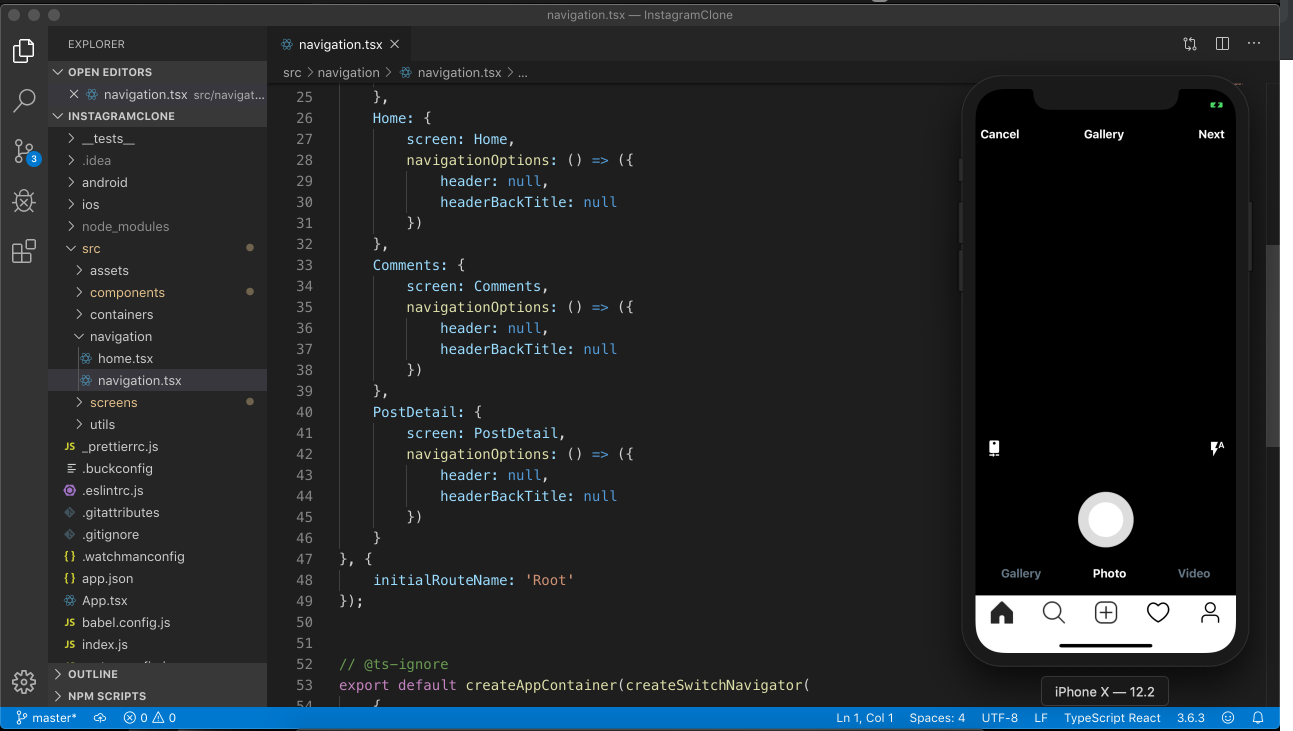 navigation.tsx — InstagramClone
EXPLORER
OPEN EDITORS
navigation.tsx src/navigat...
INSTAGRAMCLONE
__tests__
.idea
android
ios
node_modules
src
assets
components
containers
navigation
home.tsx
navigation.tsx
screens
utils
JS _prettierrc.js
.buckconfig
.eslintrc.js
.gitattributes
.gitignore
{} .watchmanconfig
{} app.json
App.tsx
JS babel.config.js
JS index.js
OUTLINE
NPM SCRIPTS
3
navigation.tsx
src > navigation > navigation.tsx > ...
25 },
26 Home: {
27 screen: Home,
28 navigationOptions: () => ({
29 header: null,
30 headerBackTitle: null
31 })
32 },
33 Comments: {
34 screen: Comments,
35 navigationOptions: () => ({
36 header: null,
37 headerBackTitle: null
38 })
39 },
40 PostDetail: {
41 screen: PostDetail,
42 navigationOptions: () => ({
43 header: null,
44 headerBackTitle: null
45 })
46 }
47 }, {
48 initialRouteName: 'Root'
49 });
50
51
52 // @ts-ignore
53 export default createAppContainer(createSwitchNavigator(
54 {
Cancel Gallery Next
A
Gallery Photo Video
iPhone X — 12.2
master* 0 0 Ln 1, Col 1 Spaces: 4 UTF-8 LF TypeScript React 3.6.3